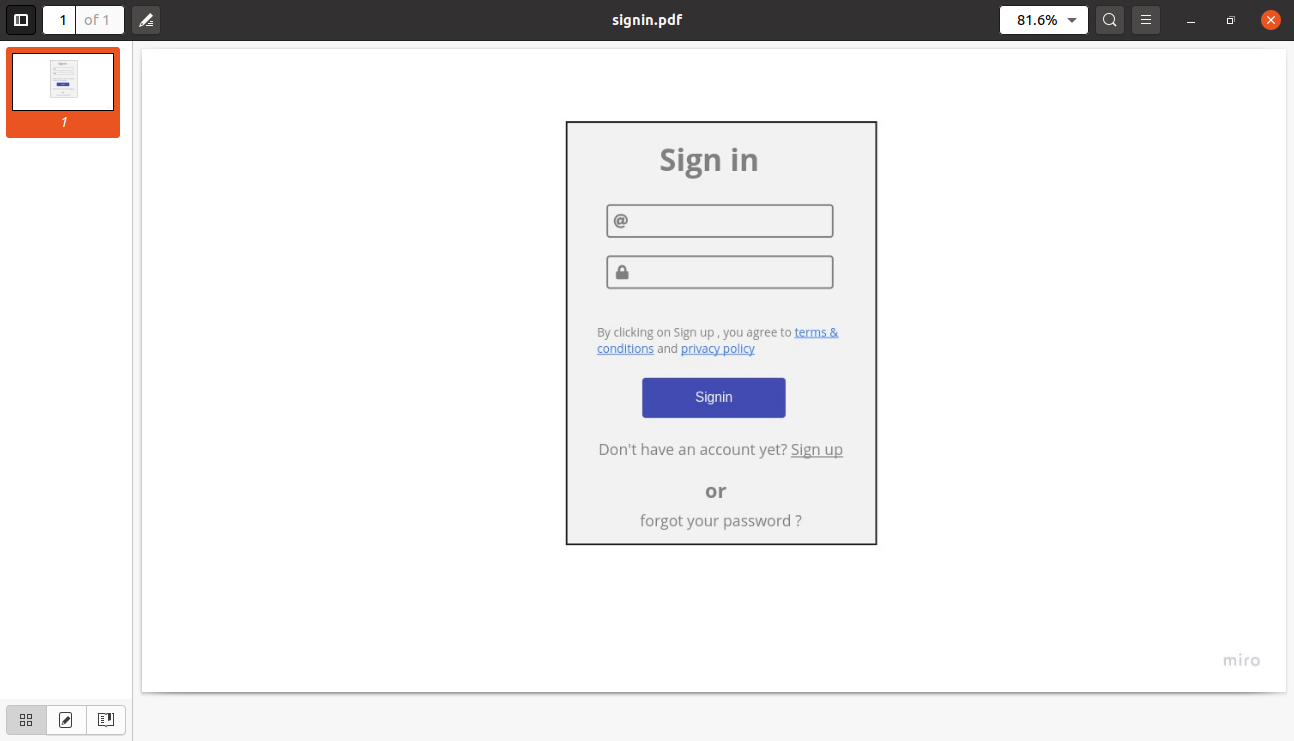 1 of 1
signin.pdf
81.6%
1
Sign in
@
By clicking on Sign up , you agree to terms &
conditions and privacy policy
Signin
Don't have an account yet? Sign up
or
forgot your password ?
miro